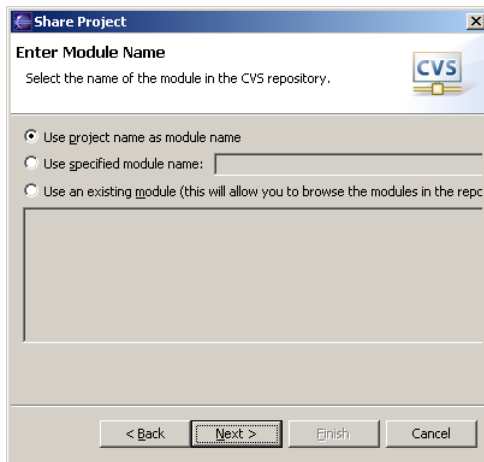 Share Project
Enter Module Name
Select the name of the module in the CVS repository.
CVS
Use project name as module name
Use specified module name:
Use an existing module (this will allow you to browse the modules in the repo
< Back Next > Finish Cancel